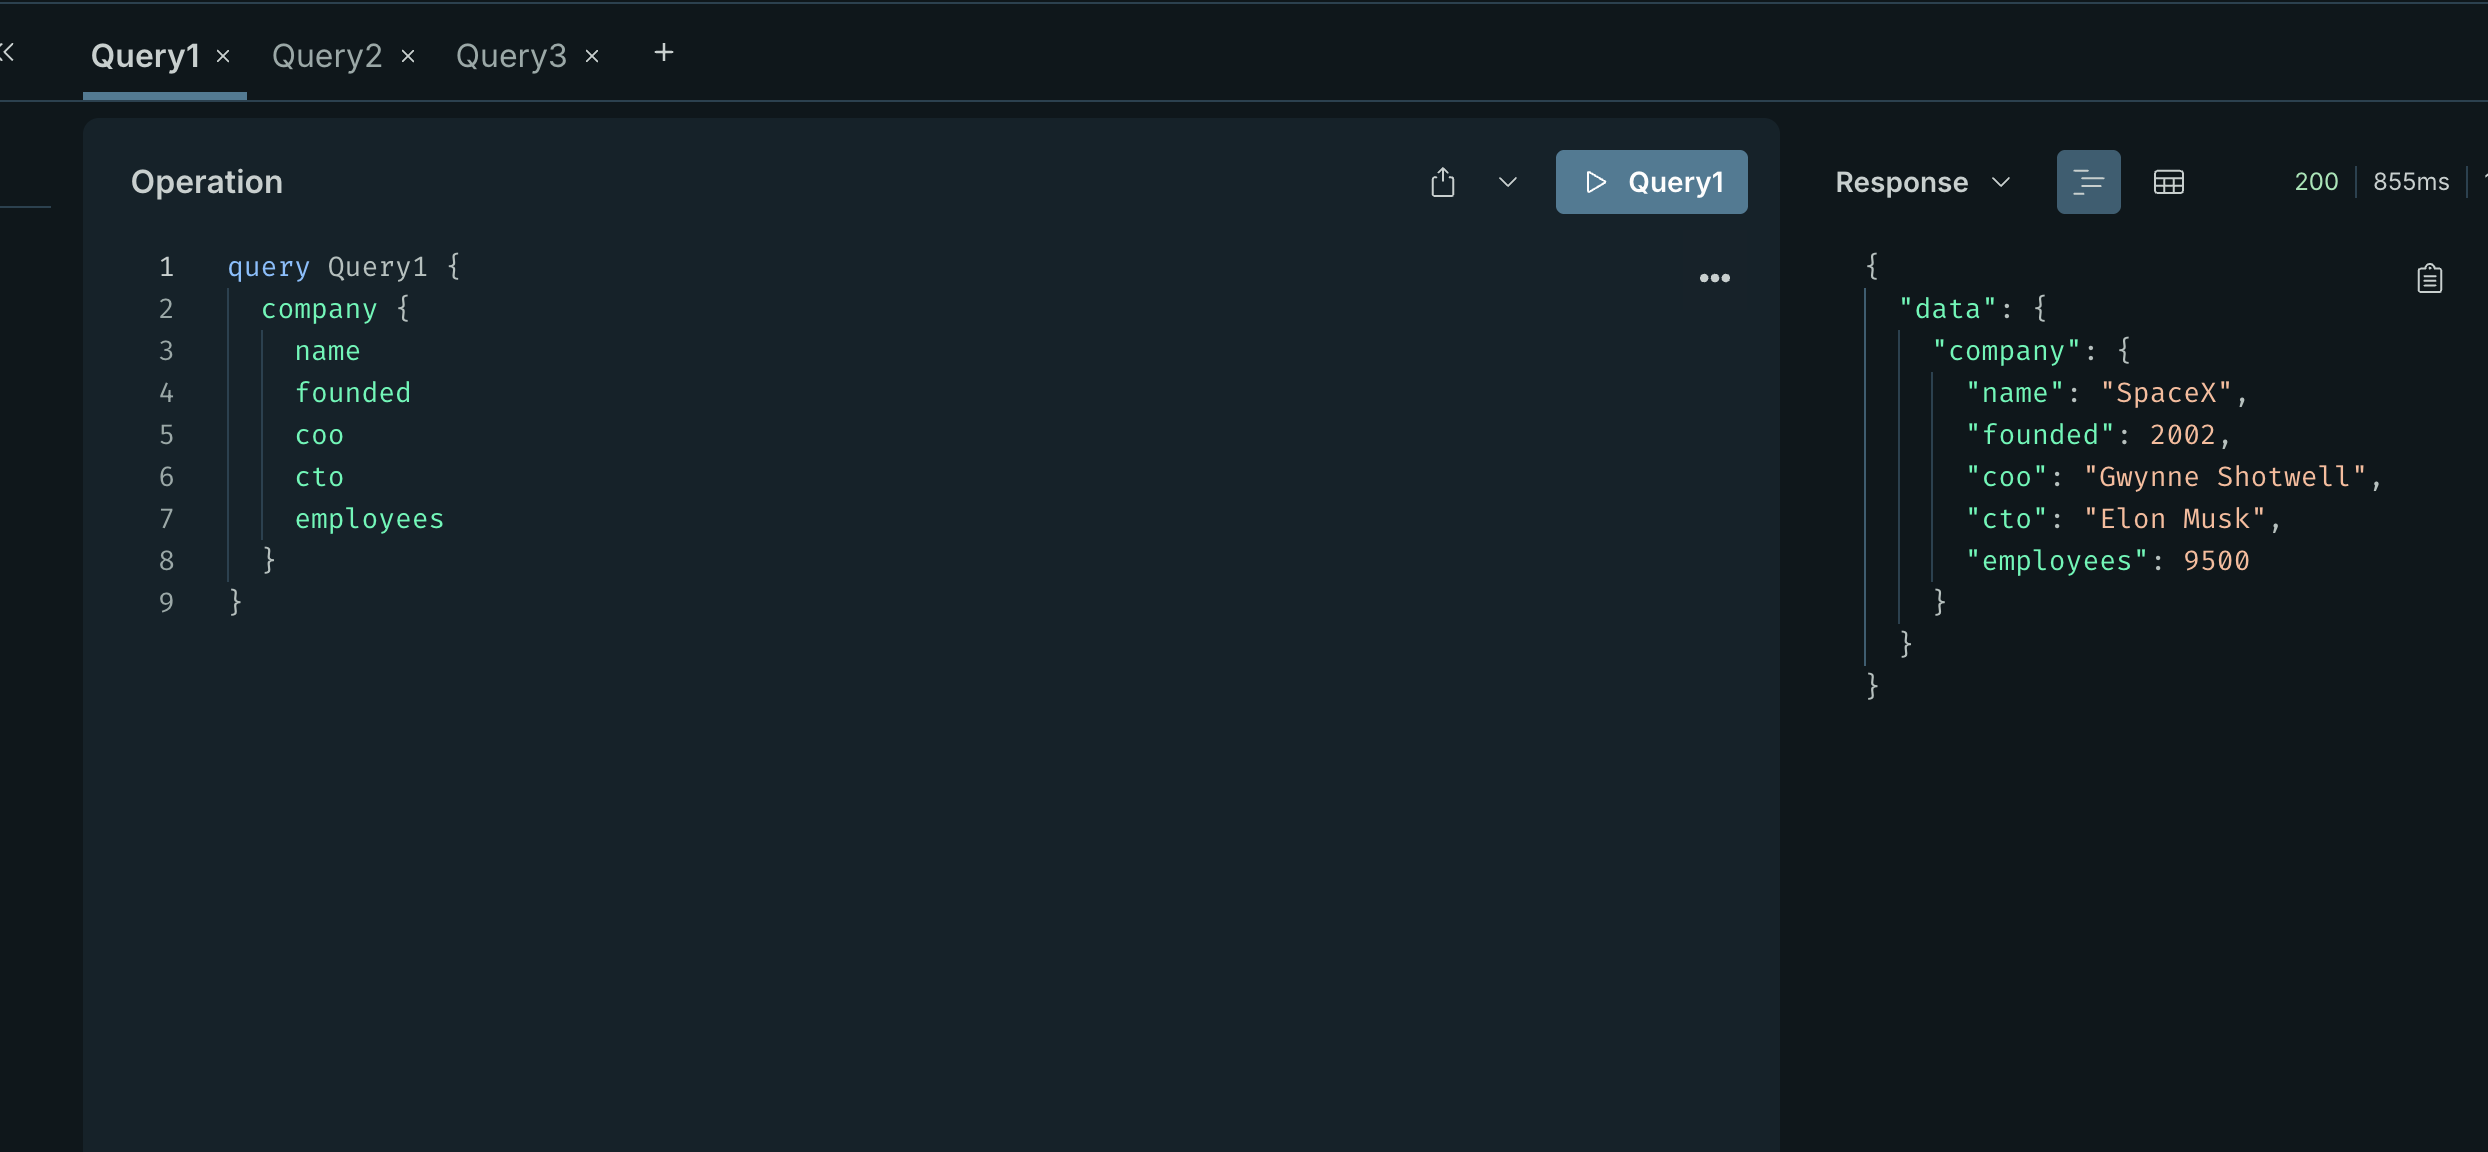 Query1 Query2 Query3
Operation
Query1
1 query Query1 {
2 company {
3 name
4 founded
5 coo
6 cto
7 employees
8 }
9 }
Response
200 855ms
{
"data": {
"company": {
"name": "SpaceX",
"founded": 2002,
"coo": "Gwynne Shotwell",
"cto": "Elon Musk",
"employees": 9500
}
}
}